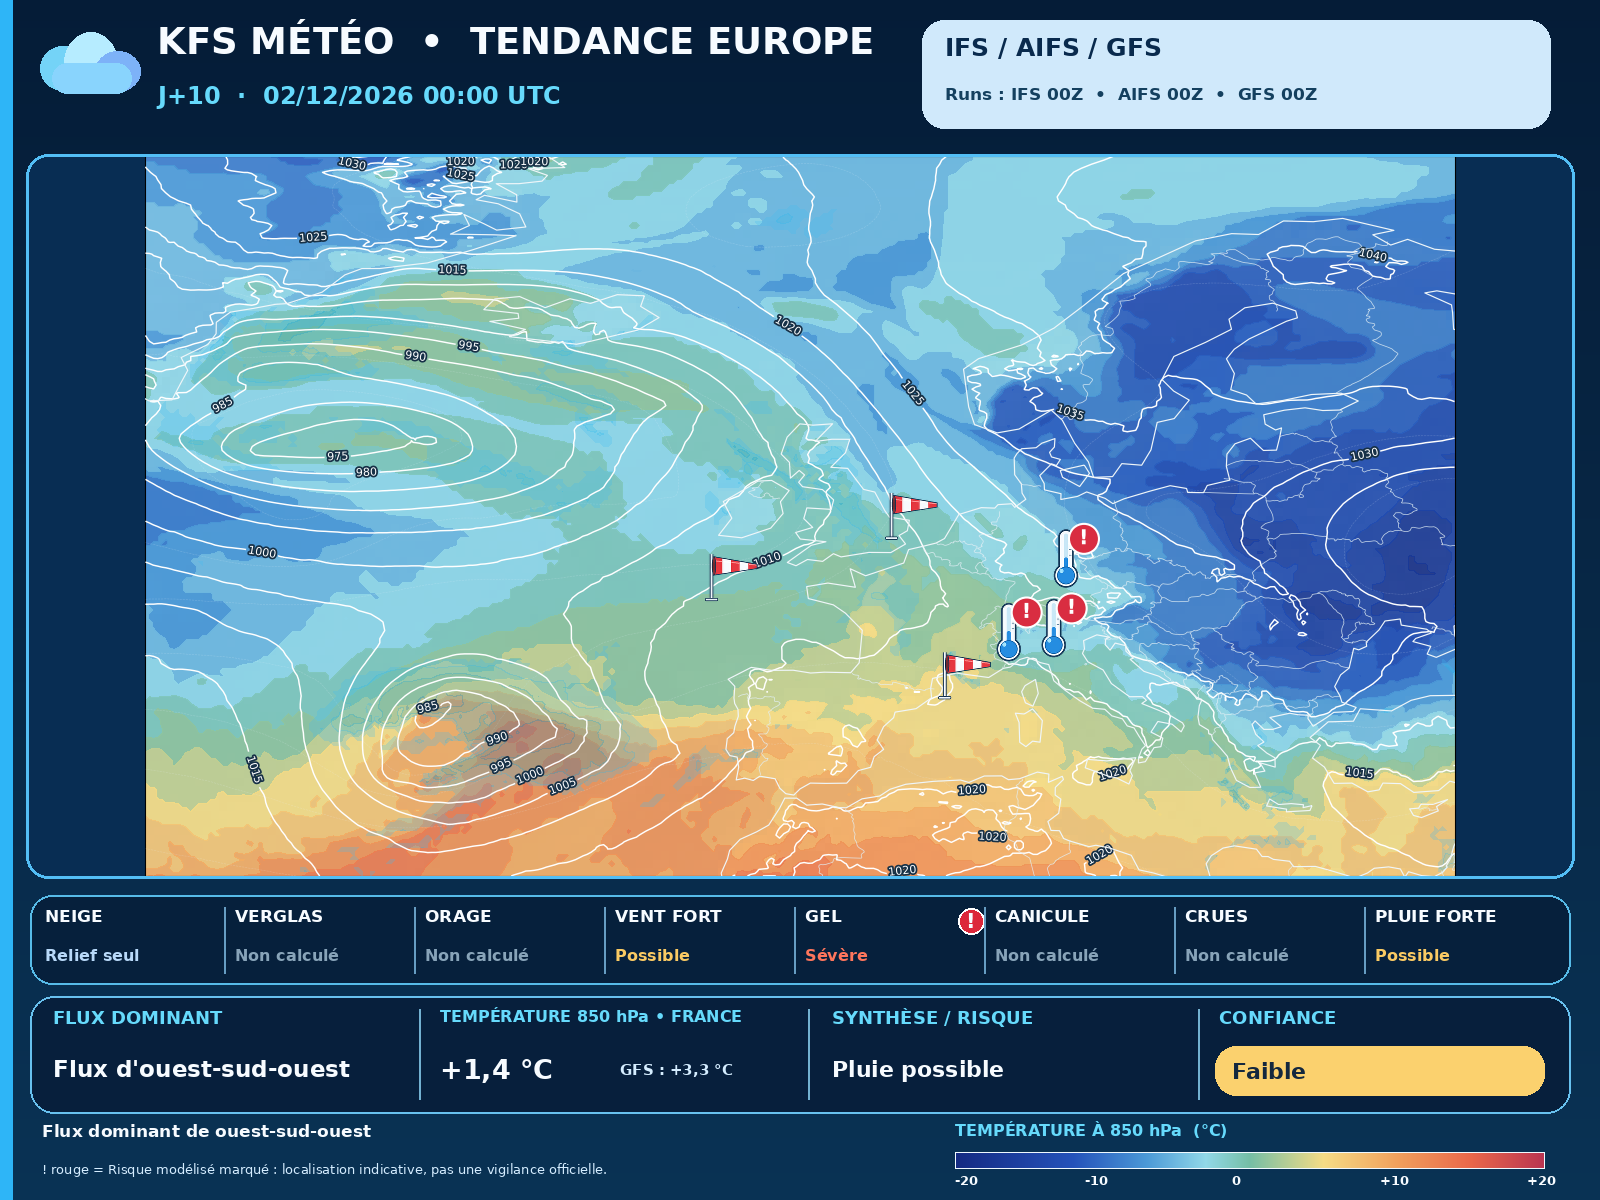 KFS MÉTÉO • TENDANCE EUROPE
J+10 · 02/12/2026 00:00 UTC
IFS / AIFS / GFS
Runs : IFS 00Z • AIFS 00Z • GFS 00Z
1030
1020
1020
1025
1025
1015
1040
1020
995
990
1025
985
1035
975
1030
980
1000
1010
985
990
1015
995
1000
1005
1020
1015
1020
1020
1020
1020
NEIGE
Relief seul
VERGLAS
Non calculé
ORAGE
Non calculé
VENT FORT
Possible
GEL
!
Sévère
CANICULE
Non calculé
CRUES
Non calculé
PLUIE FORTE
Possible
FLUX DOMINANT
Flux d'ouest-sud-ouest
TEMPÉRATURE 850 hPa • FRANCE
+1,4 °C
GFS : +3,3 °C
SYNTHÈSE / RISQUE
Pluie possible
CONFIANCE
Faible
Flux dominant de ouest-sud-ouest
! rouge = Risque modélisé marqué : localisation indicative, pas une vigilance officielle.
TEMPÉRATURE À 850 hPa (°C)
-20 -10 0 +10 +20